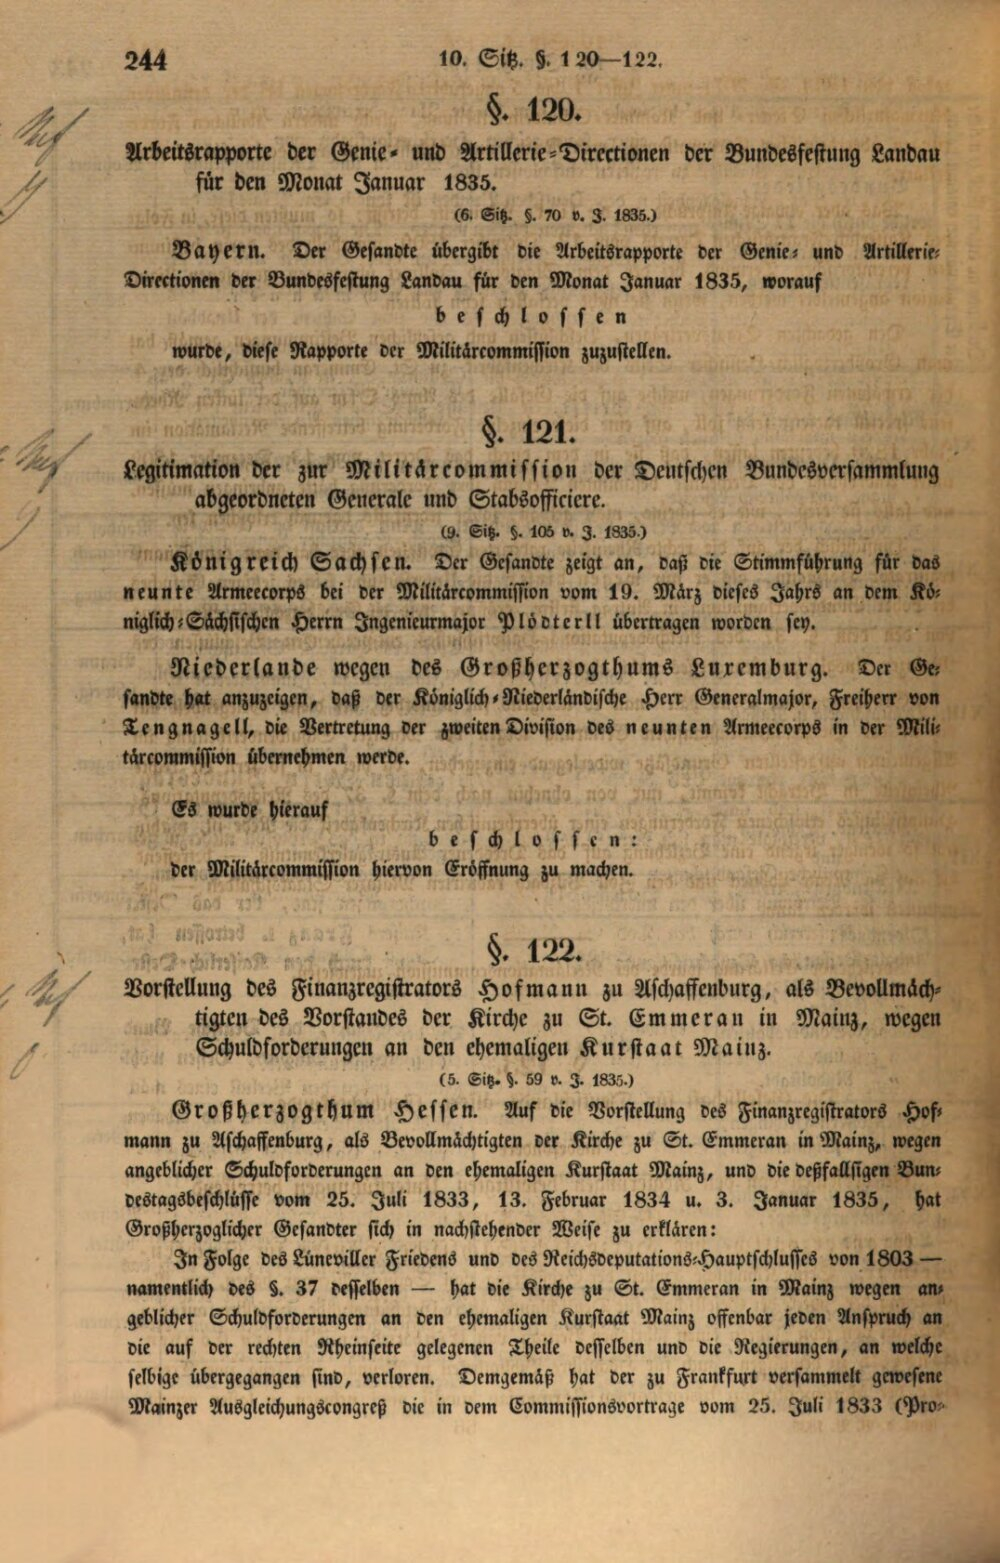 244
10. Sitz. §. 120—122.
§. 120.
Arbeitsrapporte der Genie- und Artillerie-Directionen der Bundesfestung Landau
für den Monat Januar 1835.
(6. Sitz. §. 70 v. J. 1835.)
Bayern. Der Gesandte übergibt die Arbeitsrapporte der Genie- und Artillerie-
Directionen der Bundesfestung Landau für den Monat Januar 1835, worauf
beschlossen
wurde, diese Rapporte der Militärcommission zuzustellen.
§. 121.
Legitimation der zur Militärcommission der Deutschen Bundesversammlung
abgeordneten Generale und Stabsofficiere.
(9. Sitz. §. 105 v. J. 1835.)
Königreich Sachsen. Der Gesandte zeigt an, daß die Stimmführung für das
neunte Armeecorps bei der Militärcommission vom 19. März dieses Jahrs an dem Kö-
niglich-Sächsischen Herrn Ingenieurmajor Plödterll übertragen worden sey.
Niederlande wegen des Großherzogthums Luxemburg. Der Ge-
sandte hat anzuzeigen, daß der Königlich-Niederländische Herr Generalmajor, Freiherr von
Tengnagell, die Vertretung der zweiten Division des neunten Armeecorps in der Mili-
tärcommission übernehmen werde.
Es wurde hierauf
beschlossen:
der Militärcommission hiervon Eröffnung zu machen.
§. 122.
Vorstellung des Finanzregistrators Hofmann zu Aschaffenburg, als Bevollmäch-
tigten des Vorstandes der Kirche zu St. Emmeran in Mainz, wegen
Schuldforderungen an den ehemaligen Kurstaat Mainz.
(5. Sitz. §. 59 v. J. 1835.)
Großherzogthum Hessen. Auf die Vorstellung des Finanzregistrators Hof-
mann zu Aschaffenburg, als Bevollmächtigten der Kirche zu St. Emmeran in Mainz, wegen
angeblicher Schuldforderungen an den ehemaligen Kurstaat Mainz, und die deßfallsigen Bun-
destagsbeschlüsse vom 25. Juli 1833, 13. Februar 1834 u. 3. Januar 1835, hat
Großherzoglicher Gesandter sich in nachstehender Weise zu erklären:
In Folge des Lüneviller Friedens und des Reichsdeputations-Hauptschlusses von 1803 —
namentlich des §. 37 desselben — hat die Kirche zu St. Emmeran in Mainz wegen an-
geblicher Schuldforderungen an den ehemaligen Kurstaat Mainz offenbar jeden Anspruch an
die auf der rechten Rheinseite gelegenen Theile desselben und die Regierungen, an welche
selbige übergegangen sind, verloren. Demgemäß hat der zu Frankfurt versammelt gewesene
Mainzer Ausgleichungscongreß die in dem Commissionsvortrage vom 25. Juli 1833 (Pro-